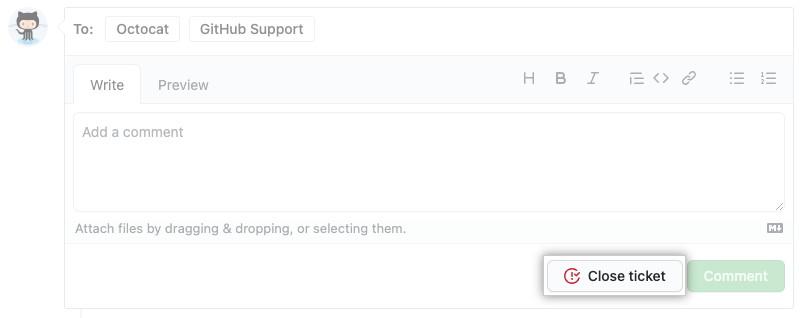 To: Octocat GitHub Support
Write Preview H B I
Add a comment
Attach files by dragging & dropping, or selecting them.
Close ticket Comment